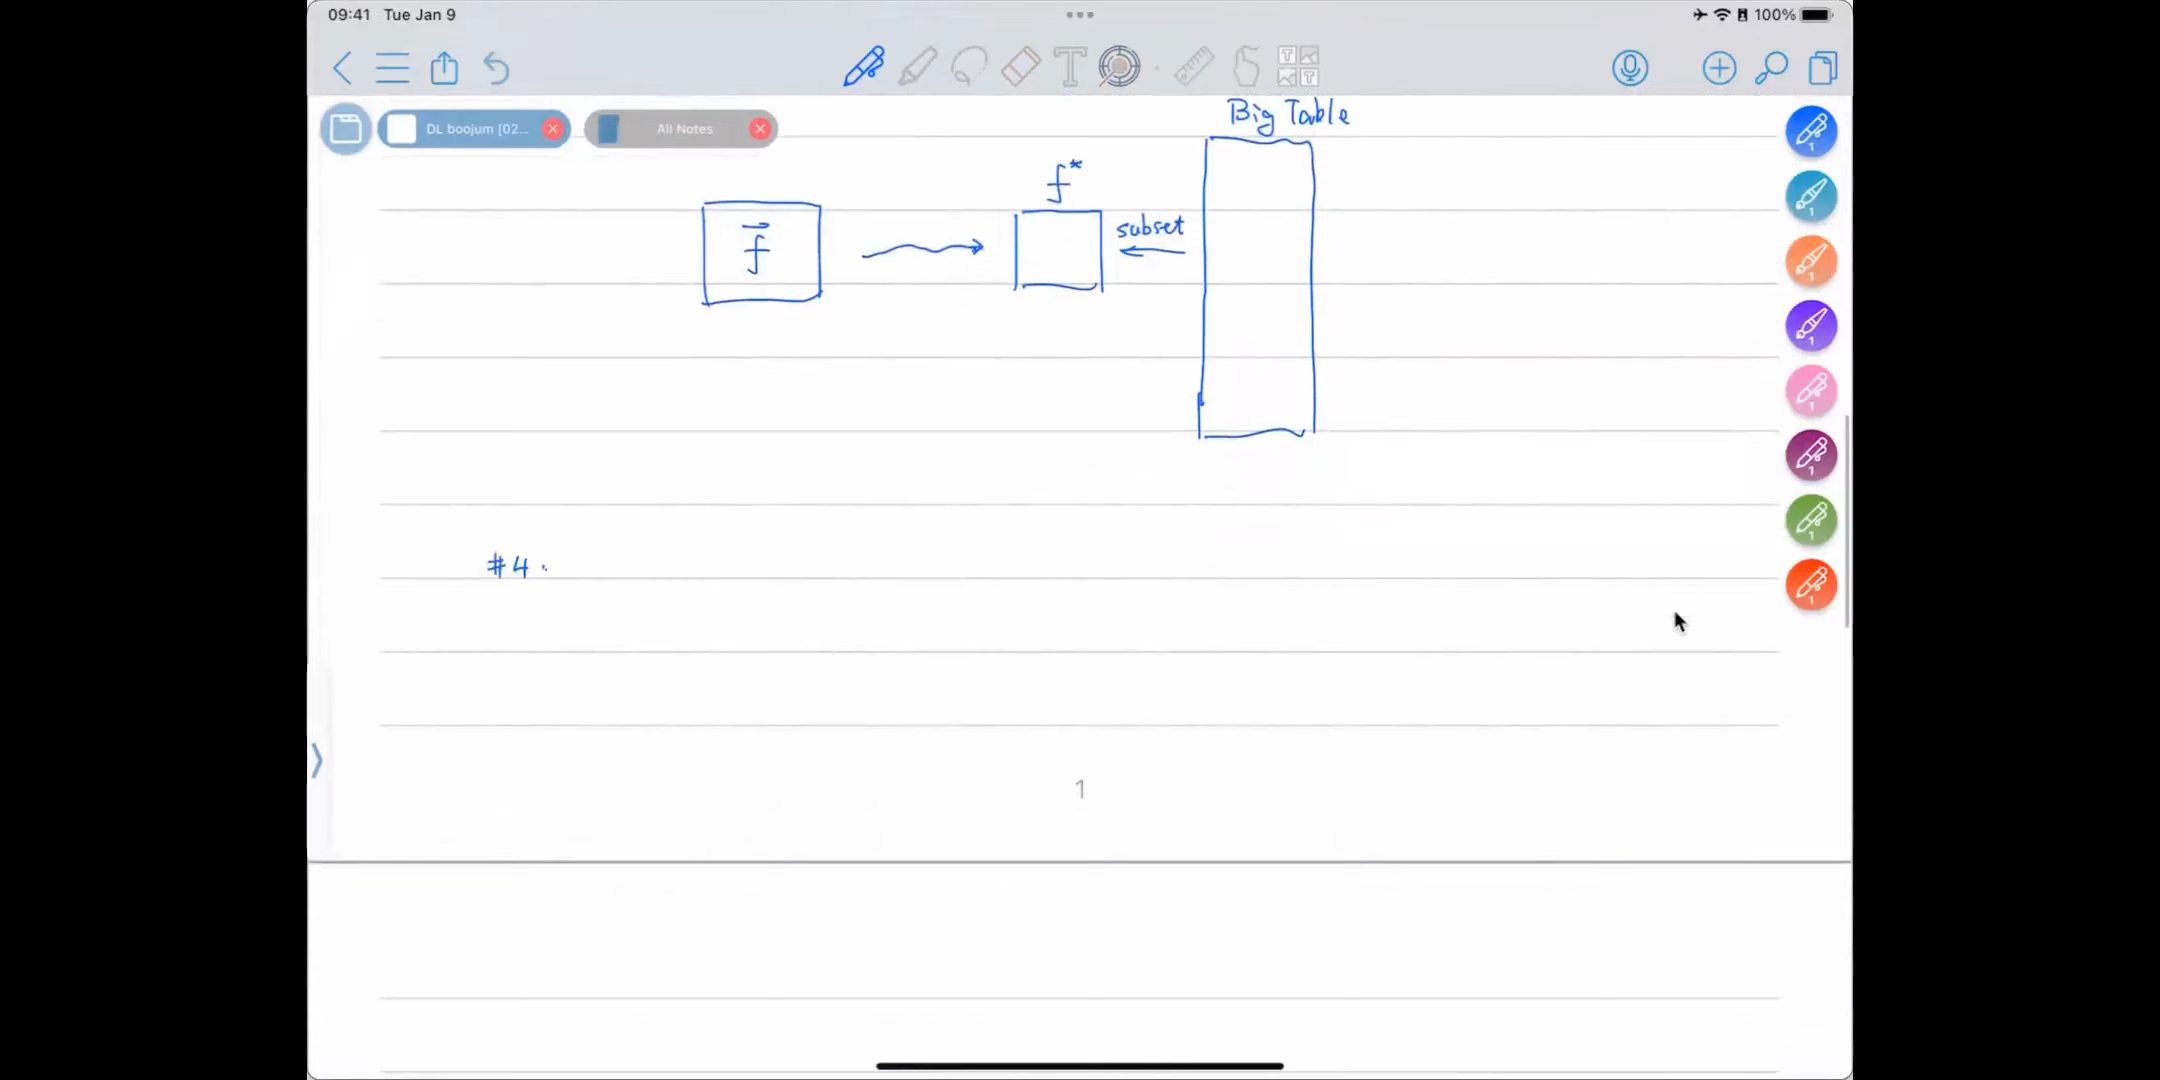 09:41 Tue Jan 9
100%
DL boojum [02...
All Notes
Big Table
f*
f⃗
subset
#4.
1